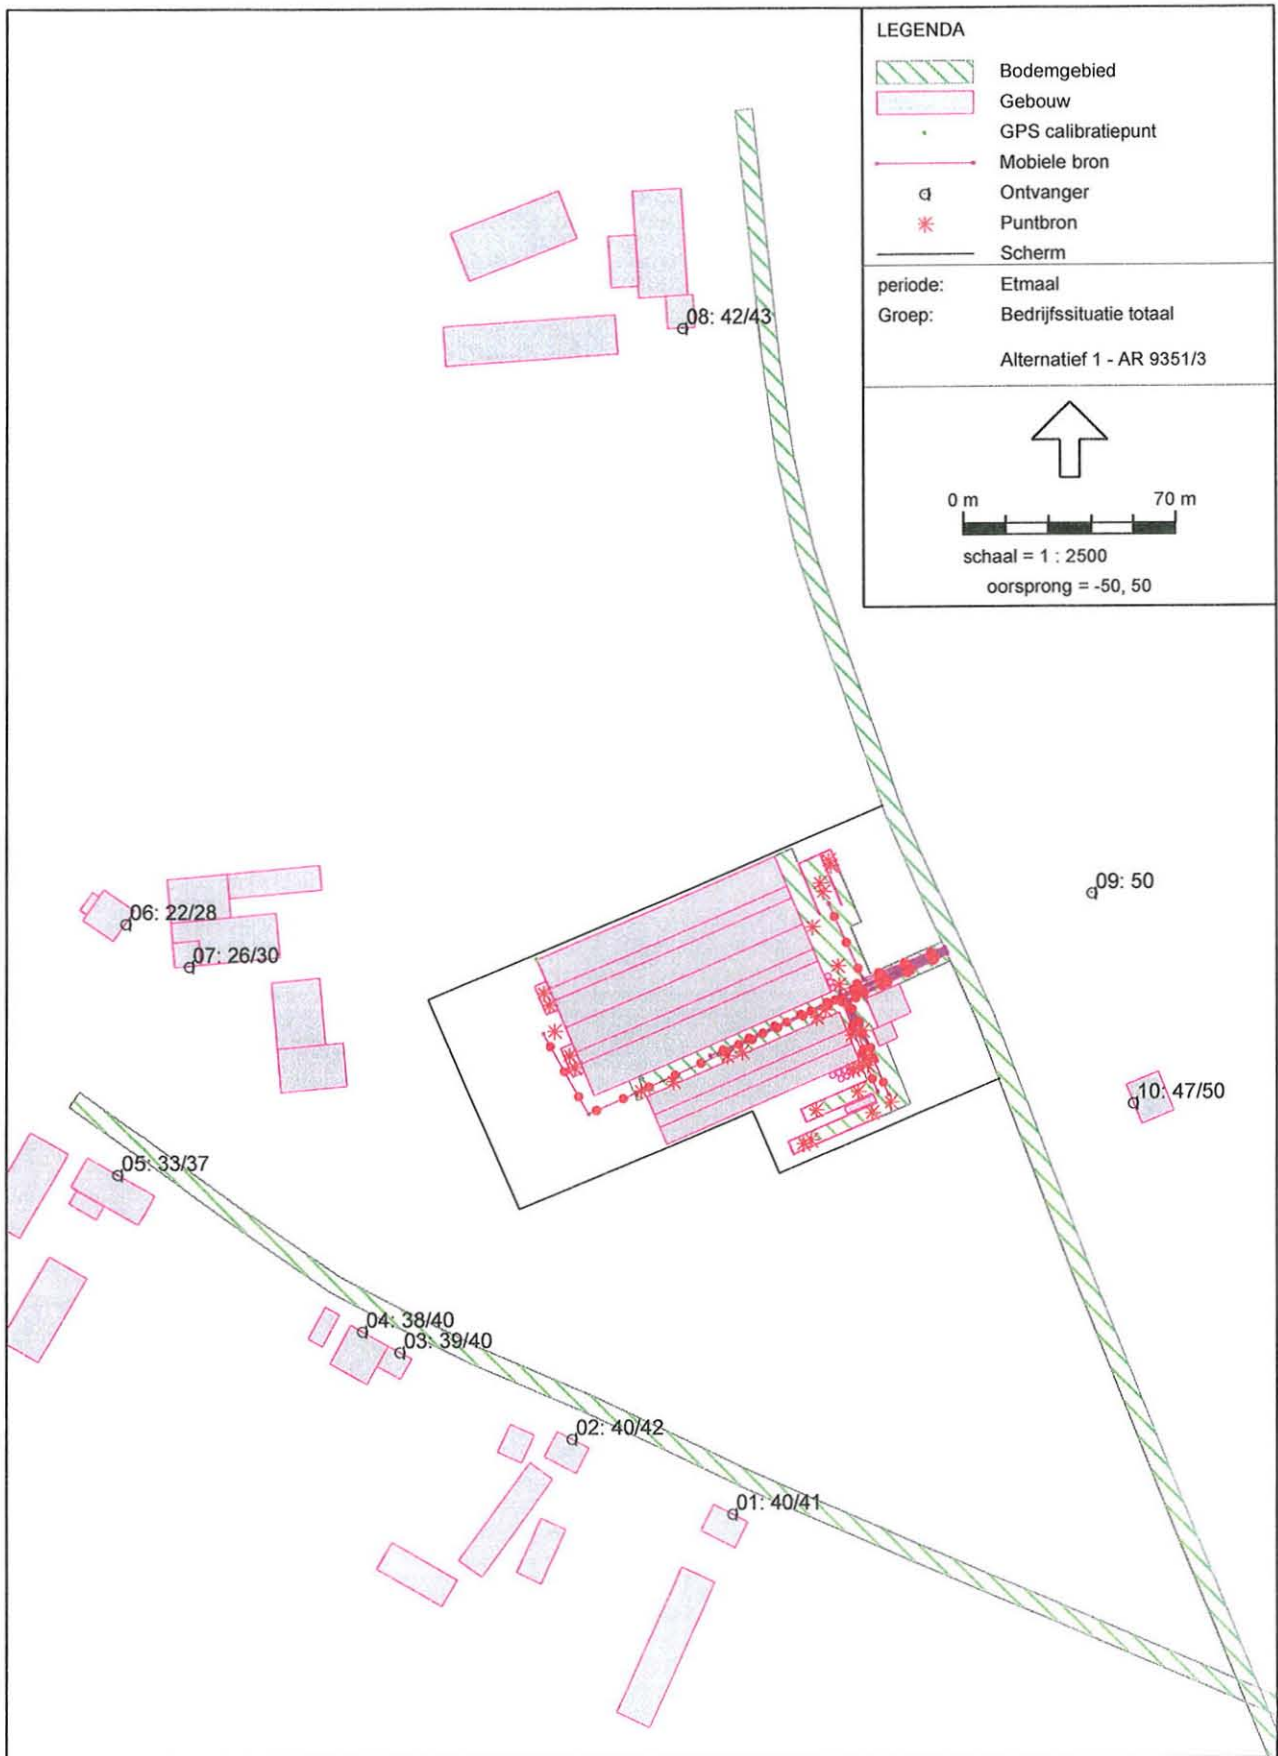 LEGENDA
Bodemgebied
Gebouw
GPS calibratiepunt
Mobiele bron
Ontvanger
Puntbron
Scherm
periode: Etmaal
Groep: Bedrijfssituatie totaal
Alternatief 1 - AR 9351/3
0 m 70 m
schaal = 1 : 2500
oorsprong = -50, 50
08: 42/43
09: 50
06: 22/28
07: 26/30
10: 47/50
05: 33/37
04: 38/40
03: 39/40
02: 40/42
01: 40/41